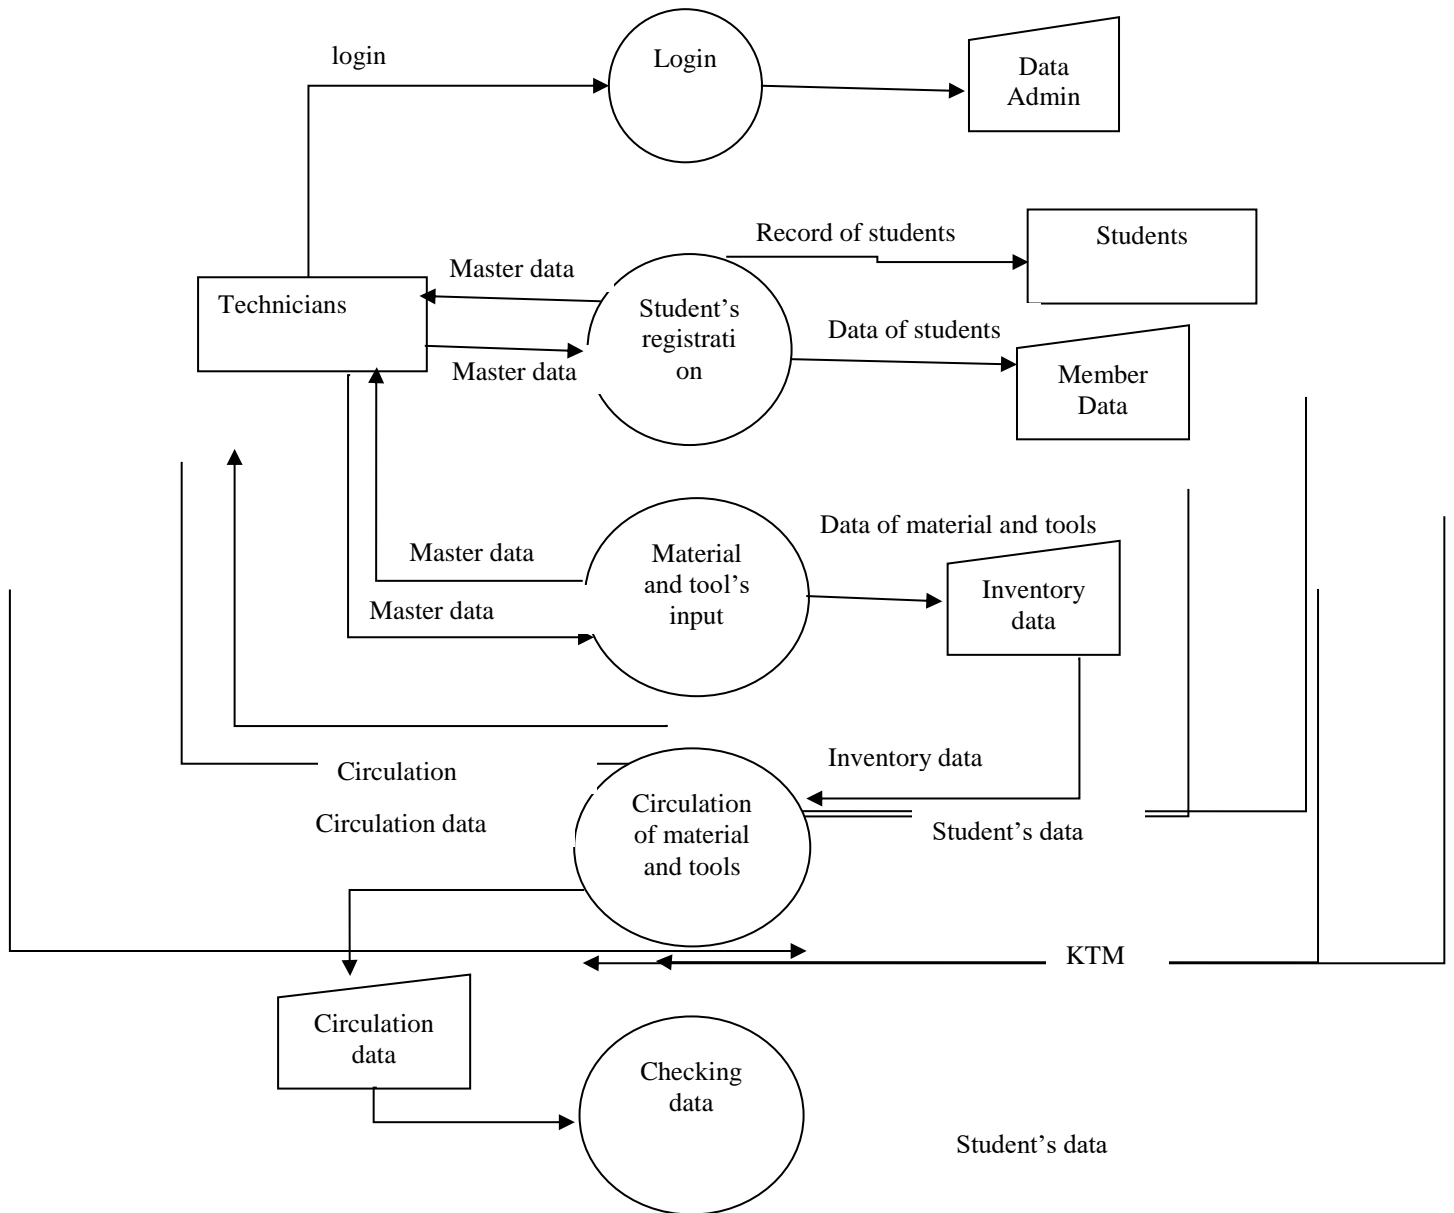 login
Login
Data
Admin
Record of students
Students
Master data
Technicians
Student’s
registrati
on
Data of students
Master data
Member
Data
Data of material and tools
Master data
Material
and tool’s
input
Inventory
data
Master data
Inventory data
Circulation
Circulation
of material
and tools
Circulation data
Student’s data
KTM
Circulation
data
Checking
data
Student’s data